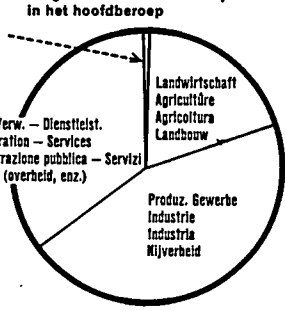 in het hoofdberoep
Landwirtschaft
Agriculture
Agricoltura
Landbouw
Verw. — Dienstleist.
ration — Services
trazione pubblica — Servizi
(overheid, enz.)
Produz. Gewerbe
Industrie
Industria
Nijverheid